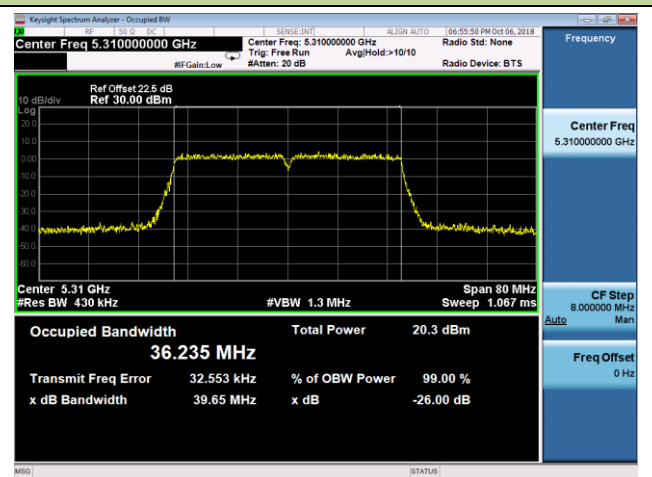 Keysight Spectrum Analyzer - Occupied BW
RF 50 Ω DC SENSE:INT ALIGN AUTO 06:55:50 PM Oct 06, 2018
Center Freq 5.310000000 GHz
Center Freq: 5.310000000 GHz Radio Std: None
Trig: Free Run Avg|Hold:>10/10
#IFGain:Low #Atten: 20 dB Radio Device: BTS
Frequency
Ref Offset 22.5 dB
10 dB/div Ref 30.00 dBm
Log
20.0
10.0
0.00
-10.0
-20.0
-30.0
-40.0
-50.0
-60.0
Center 5.31 GHz Span 80 MHz
#Res BW 430 kHz #VBW 1.3 MHz Sweep 1.067 ms
Occupied Bandwidth Total Power 20.3 dBm
36.235 MHz
Transmit Freq Error 32.553 kHz % of OBW Power 99.00 %
x dB Bandwidth 39.65 MHz x dB -26.00 dB
Center Freq
5.310000000 GHz
CF Step
8.000000 MHz
Auto Man
Freq Offset
0 Hz
MSG STATUS